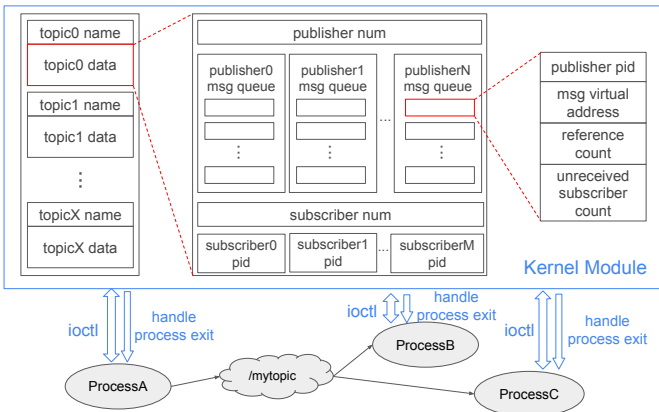 topic0 name
topic0 data
topic1 name
topic1 data
⋮
topicX name
topicX data
publisher num
publisher0
msg queue
⋮
publisher1
msg queue
⋮
...
publisherN
msg queue
⋮
subscriber num
subscriber0
pid
subscriber1
pid
...
subscriberM
pid
publisher pid
msg virtual
address
reference
count
unreceived
subscriber
count
Kernel Module
ioctl
handle
process exit
ioctl
handle
process exit
ioctl
handle
process exit
ProcessA
/mytopic
ProcessB
ProcessC